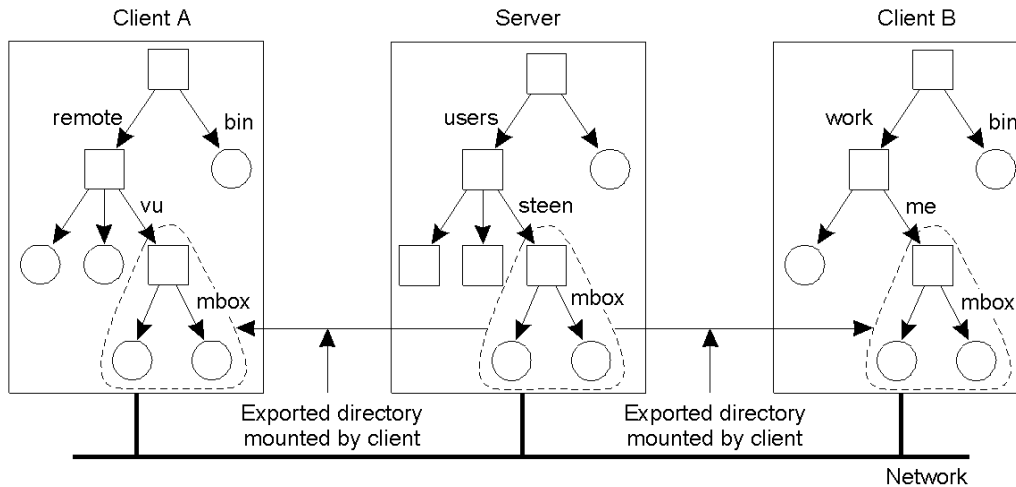 Client A
Server
Client B
remote
bin
users
work
bin
vu
steen
me
mbox
mbox
mbox
Exported directory
mounted by client
Exported directory
mounted by client
Network